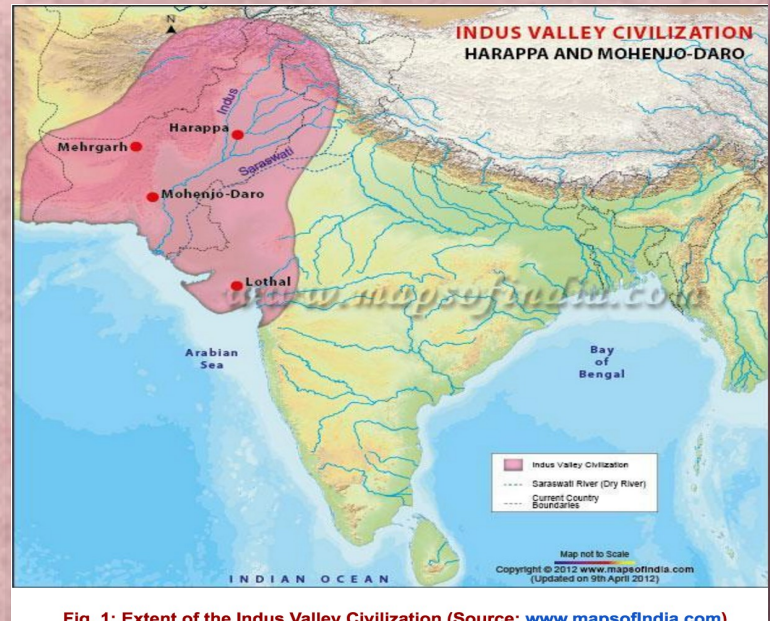 INDUS VALLEY CIVILIZATION
HARAPPA AND MOHENJO-DARO
N
Indus
Harappa
Mehrgarh
Saraswati
Mohenjo-Daro
Lothal
www.mapsofindia.com
Arabian
Sea
Bay
of
Bengal
Indus Valley Civilization
Saraswati River (Dry River)
Current Country
Boundaries
Map not to Scale
Copyright © 2012 www.mapsofindia.com
(Updated on 9th April 2012)
INDIAN OCEAN
Fig. 1: Extent of the Indus Valley Civilization (Source: www.mapsofIndia.com)